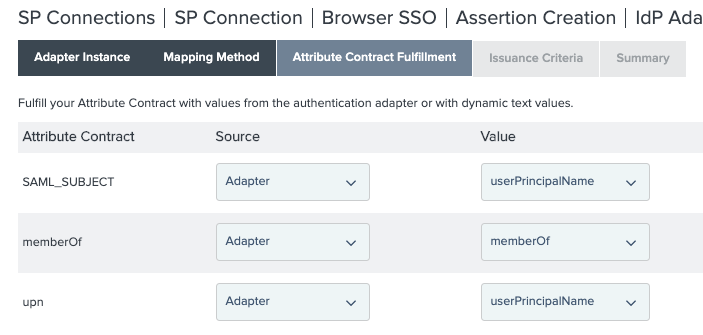 SP Connections | SP Connection | Browser SSO | Assertion Creation | IdP Ada
Adapter Instance Mapping Method Attribute Contract Fulfillment Issuance Criteria Summary
Fulfill your Attribute Contract with values from the authentication adapter or with dynamic text values.
Attribute Contract Source Value
SAML_SUBJECT Adapter userPrincipalName
memberOf Adapter memberOf
upn Adapter userPrincipalName